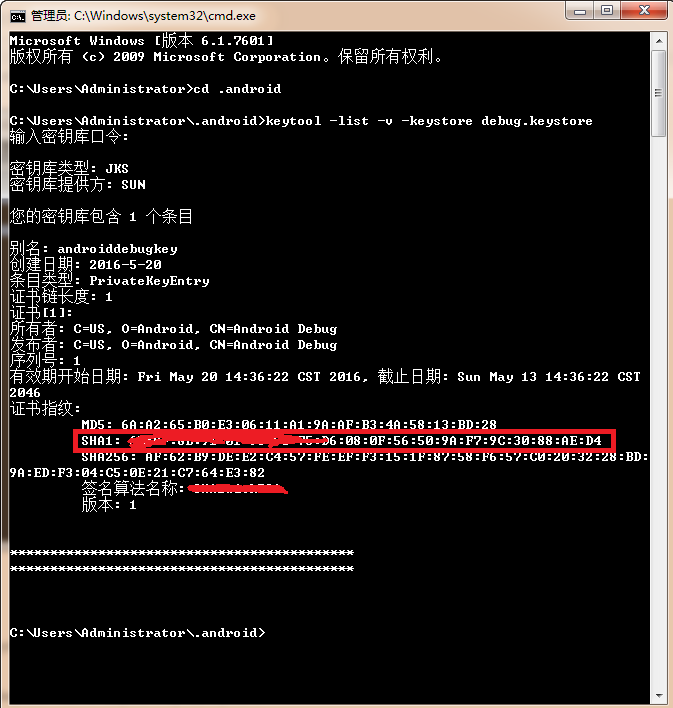 管理员: C:\Windows\system32\cmd.exe
Microsoft Windows [版本 6.1.7601]
版权所有 (c) 2009 Microsoft Corporation。保留所有权利。
C:\Users\Administrator>cd .android
C:\Users\Administrator\.android>keytool -list -v -keystore debug.keystore
输入密钥库口令:
密钥库类型: JKS
密钥库提供方: SUN
您的密钥库包含 1 个条目
别名: androiddebugkey
创建日期: 2016-5-20
条目类型: PrivateKeyEntry
证书链长度: 1
证书[1]:
所有者: C=US, O=Android, CN=Android Debug
发布者: C=US, O=Android, CN=Android Debug
序列号: 1
有效期开始日期: Fri May 20 14:36:22 CST 2016, 截止日期: Sun May 13 14:36:22 CST
2046
证书指纹:
MD5: 6A:A2:65:B0:E3:06:11:A1:9A:AF:B3:4A:58:13:BD:28
SHA1: D6:08:0F:56:50:9A:F7:9C:30:88:AE:D4
SHA256: AF:62:B9:DE:E2:C4:57:FE:EF:F3:15:1F:87:58:F6:57:C0:20:32:28:BD:
9A:ED:F3:04:C5:0E:21:C7:64:E3:82
签名算法名称:
版本: 1
*******************************************
*******************************************
C:\Users\Administrator\.android>